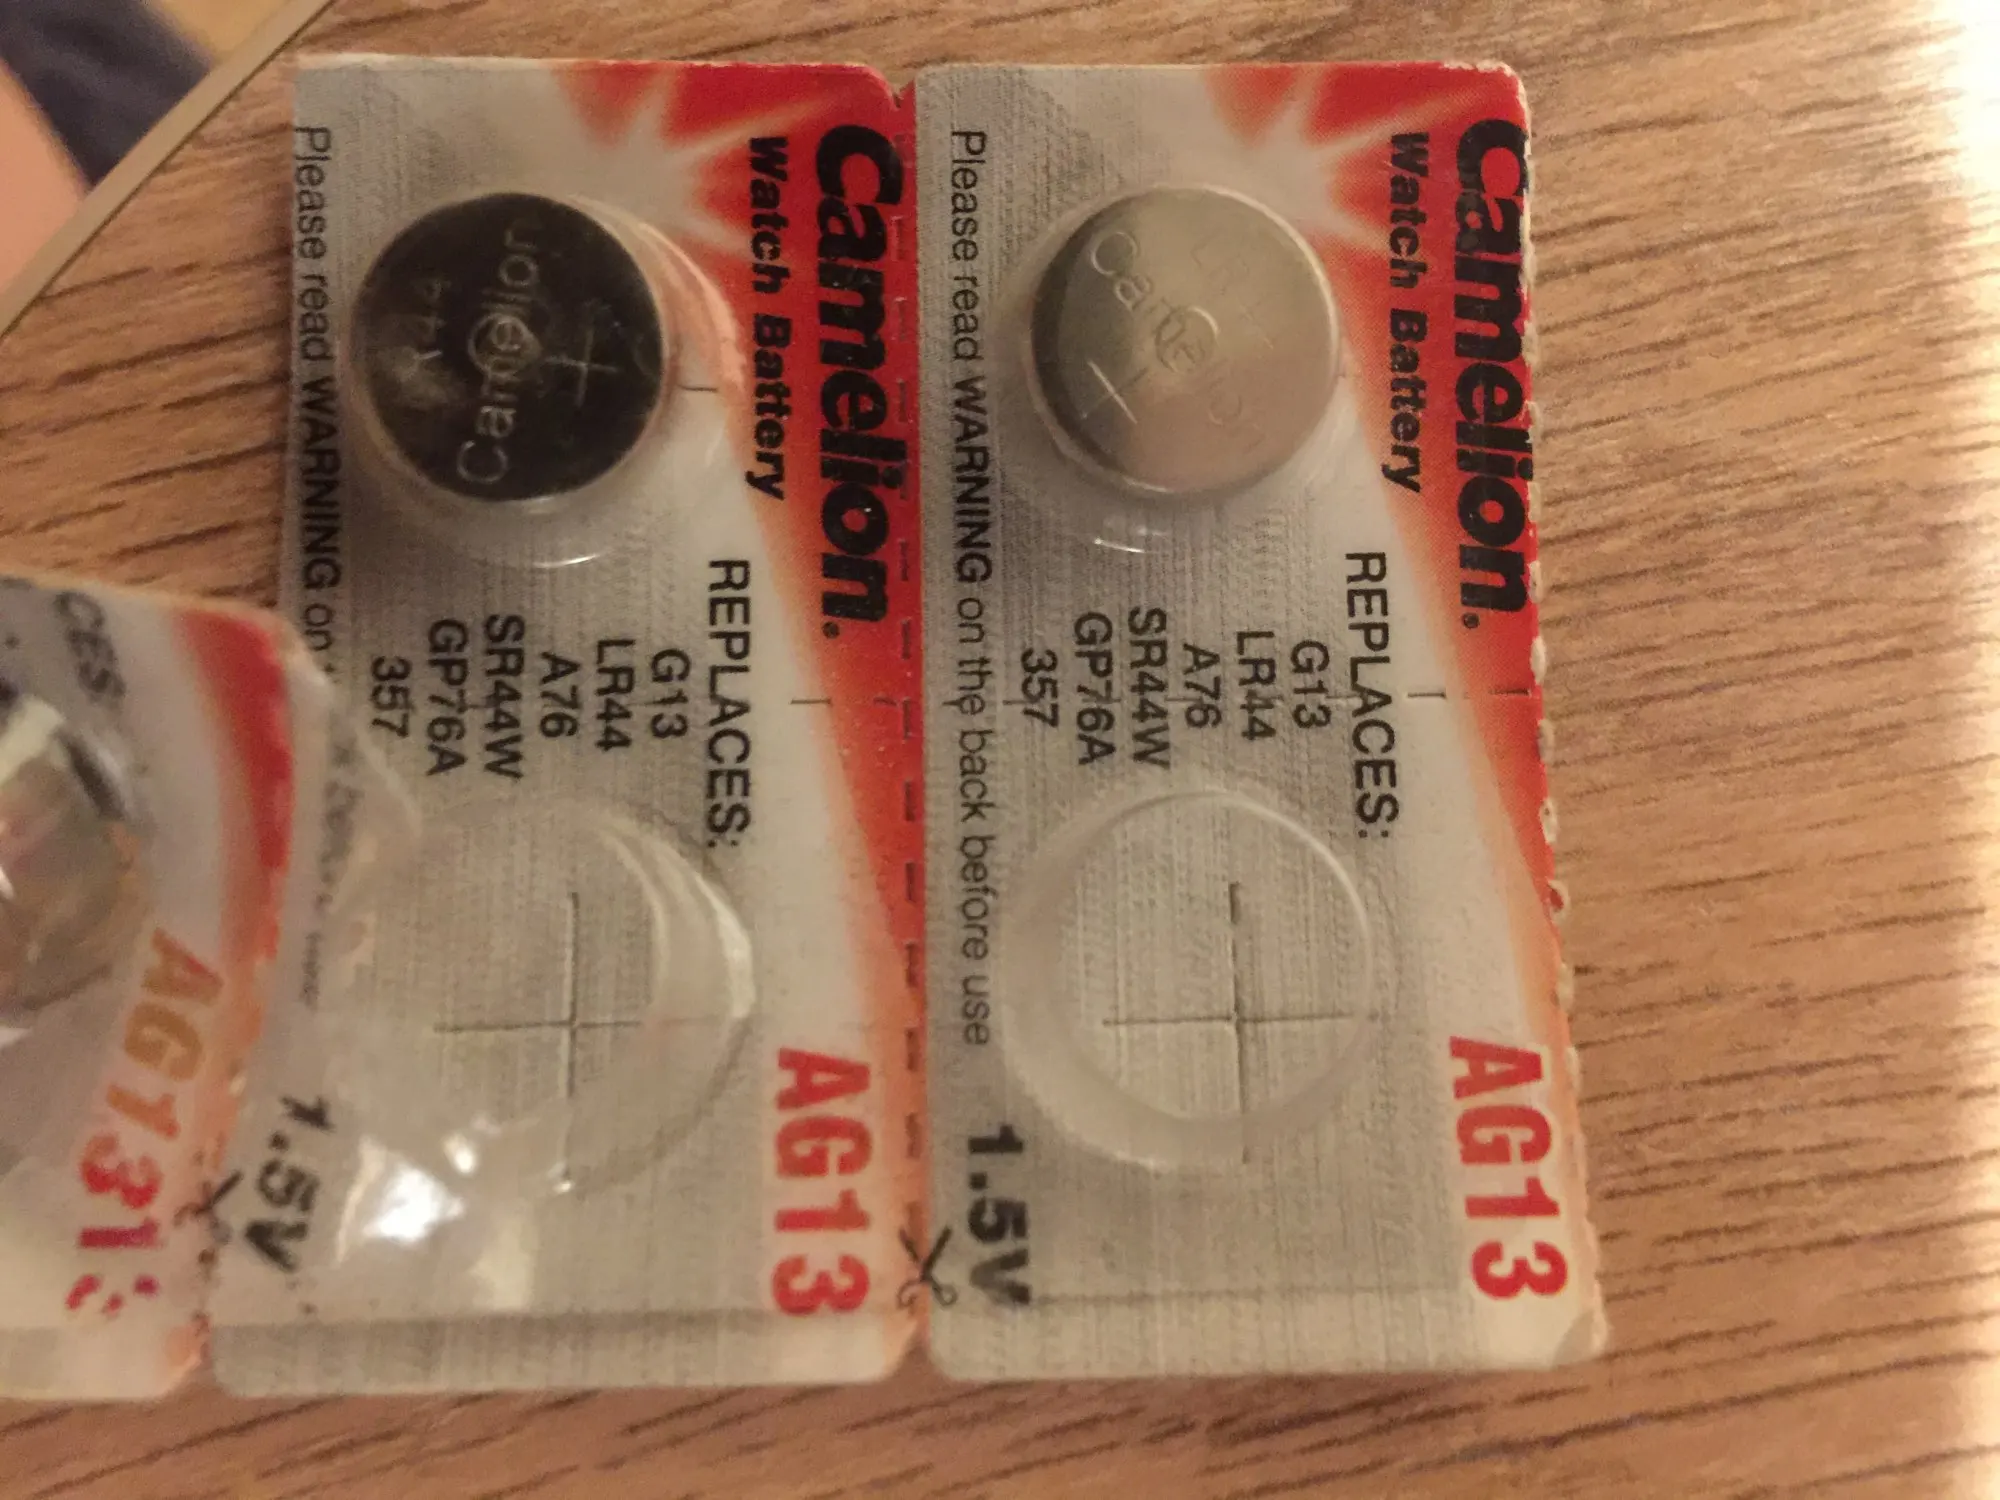 Camelion®
Watch Battery
REPLACES:
G13
LR44
A76
SR44W
GP76A
357
AG13
Camelion
Please read WARNING on the back before use
1.5V
Camelion®
Watch Battery
REPLACES:
G13
LR44
A76
SR44W
GP76A
357
AG13
Camelion
R44
Please read WARNING on
1.5V
CES
AG13